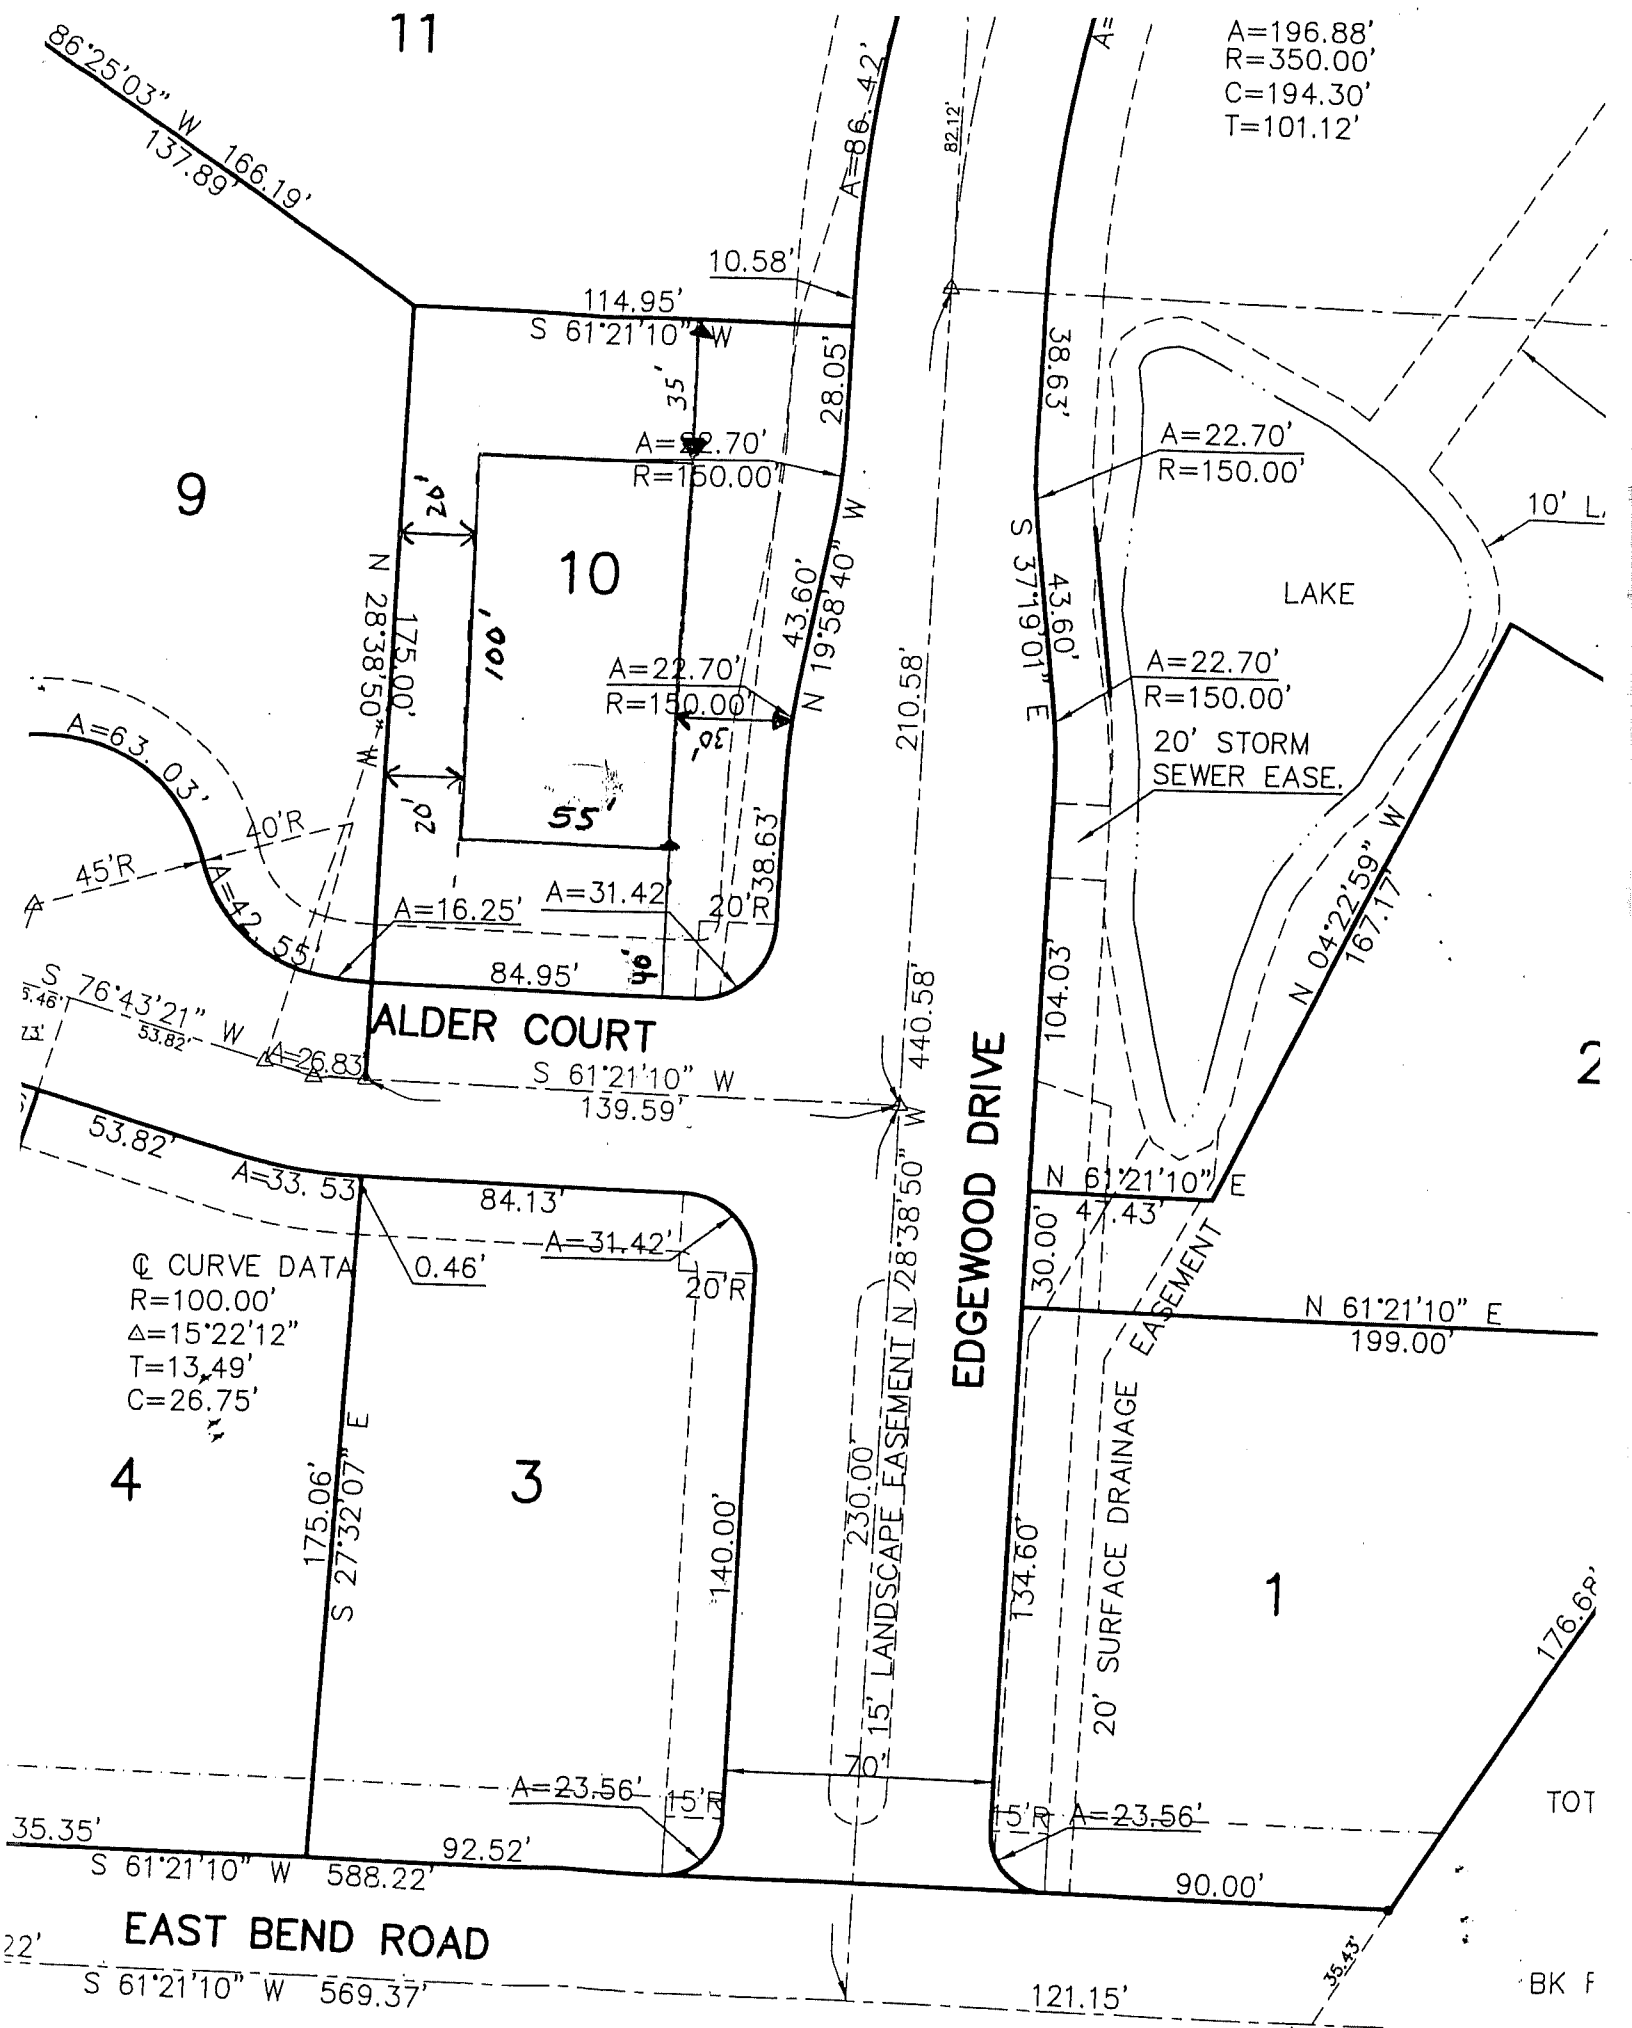 11
A=196.88'
R=350.00'
C=194.30'
T=101.12'
A=
86°25'03" W
137.89'
166.19'
A=86.42'
82.12'
10.58'
114.95'
S 61°21'10" W
35'
28.05'
38.63'
A=22.70'
R=150.00'
A=22.70'
R=150.00'
9
20'
10
10' L
LAKE
N 28°38'50" W
175.00'
100'
43.60'
N 19°58'40" W
S 37°19'01" E
43.60'
A=22.70'
R=150.00'
A=22.70'
R=150.00'
30'
210.58'
20' STORM
SEWER EASE.
A=63.03'
20'
55'
40'R
45'R
38.63'
A=42.55'
A=16.25'
A=31.42'
20'R
N 04°22'59" W
167.17'
84.95'
40'
S 76°43'21" W
53.82'
5.46'
73'
ALDER COURT
440.58'
104.03'
A=26.83'
S 61°21'10" W
139.59'
EDGEWOOD DRIVE
2
53.82'
A=33.53'
84.13'
N 61°21'10" E
47.43'
A=31.42'
0.46'
20'R
30.00'
℄ CURVE DATA
R=100.00'
Δ=15°22'12"
T=13.49'
C=26.75'
N 61°21'10" E
199.00'
4
3
1
175.06'
S 27°32'07" E
140.00'
230.00'
15' LANDSCAPE EASEMENT N 28°38'50" W
134.60'
20' SURFACE DRAINAGE EASEMENT
176.68'
70'
A=23.56'
15'R
15'R
A=23.56'
TOT
35.35'
S 61°21'10" W 588.22'
92.52'
90.00'
EAST BEND ROAD
22'
S 61°21'10" W 569.37'
121.15'
35.43'
BK